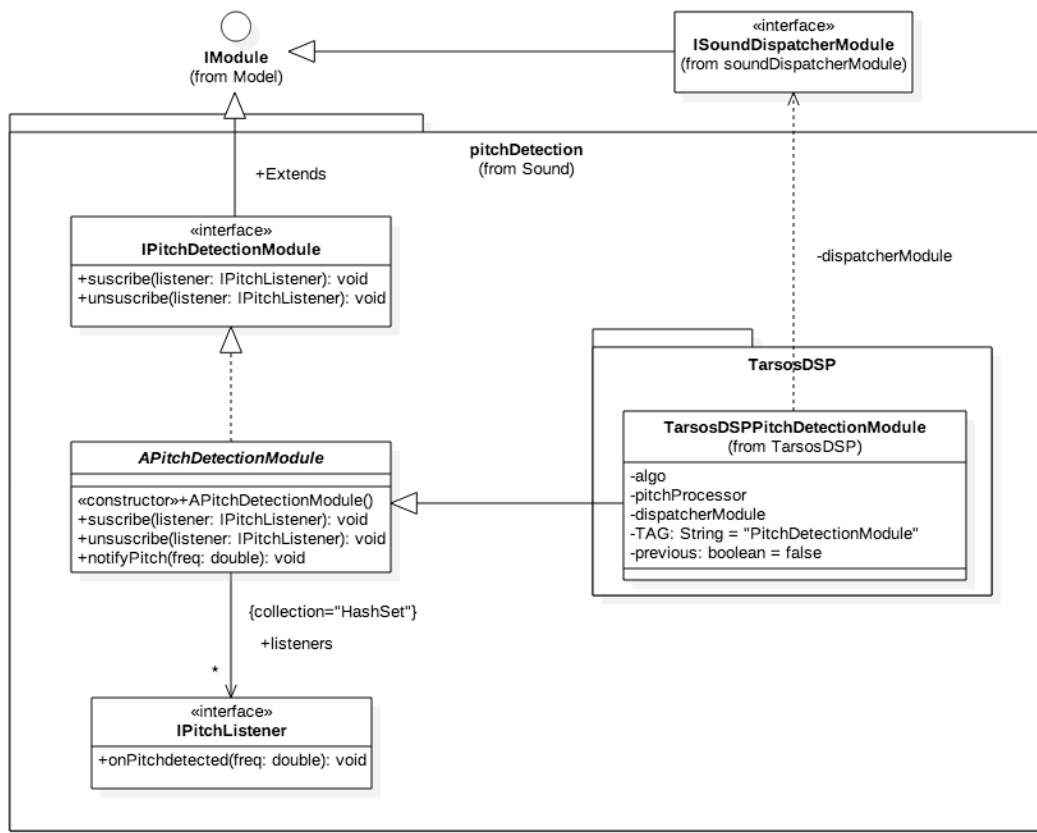 IModule
(from Model)
«interface»
ISoundDispatcherModule
(from soundDispatcherModule)
pitchDetection
(from Sound)
+Extends
«interface»
IPitchDetectionModule
+suscribe(listener: IPitchListener): void
+unsuscribe(listener: IPitchListener): void
-dispatcherModule
TarsosDSP
TarsosDSPPitchDetectionModule
(from TarsosDSP)
-algo
-pitchProcessor
-dispatcherModule
-TAG: String = "PitchDetectionModule"
-previous: boolean = false
APitchDetectionModule
«constructor»+APitchDetectionModule()
+suscribe(listener: IPitchListener): void
+unsuscribe(listener: IPitchListener): void
+notifyPitch(freq: double): void
{collection="HashSet"}
+listeners
*
«interface»
IPitchListener
+onPitchdetected(freq: double): void